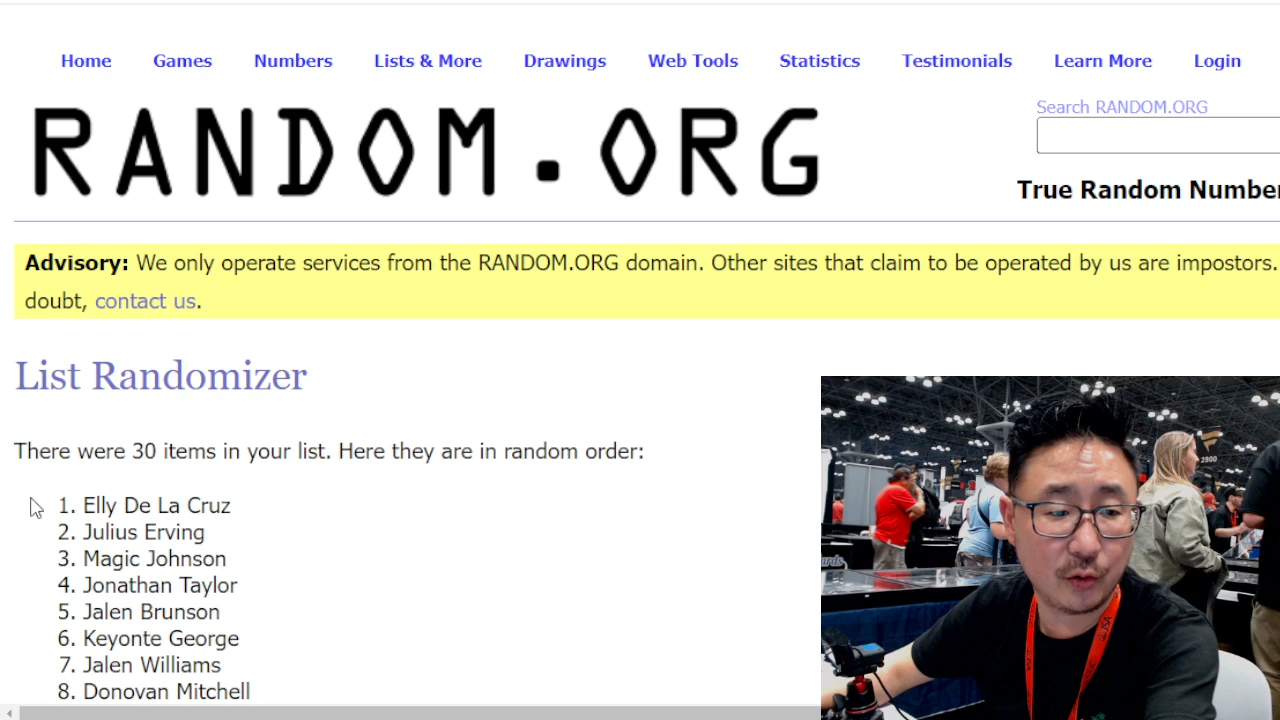 Home Games Numbers Lists & More Drawings Web Tools Statistics Testimonials Learn More Login
RANDOM.ORG
Search RANDOM.ORG
True Random Number
Advisory: We only operate services from the RANDOM.ORG domain. Other sites that claim to be operated by us are impostors.
doubt, contact us.
List Randomizer
There were 30 items in your list. Here they are in random order:
1. Elly De La Cruz
2. Julius Erving
3. Magic Johnson
4. Jonathan Taylor
5. Jalen Brunson
6. Keyonte George
7. Jalen Williams
8. Donovan Mitchell
2800